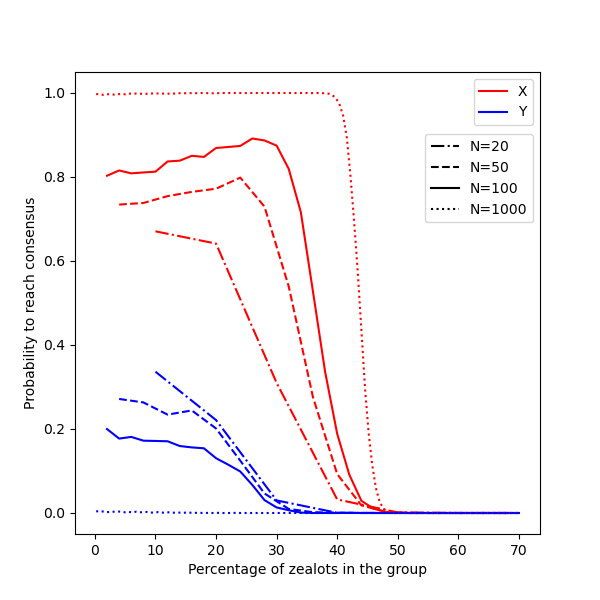 X
Y
N=20
N=50
N=100
N=1000
1.0
0.8
0.6
0.4
0.2
0.0
Probability to reach consensus
0 10 20 30 40 50 60 70
Percentage of zealots in the group